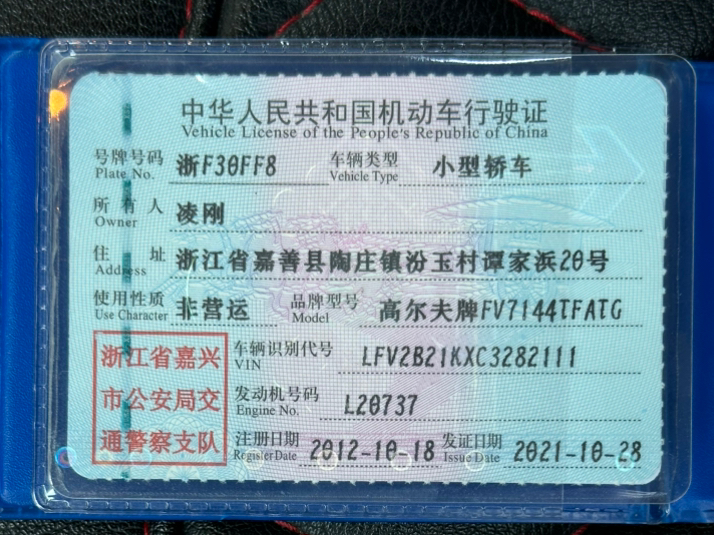 中华人民共和国机动车行驶证
Vehicle License of the People's Republic of China
号牌号码 浙F30FF8 车辆类型 小型轿车
Plate No. Vehicle Type
所有人 凌刚
Owner
住址 浙江省嘉善县陶庄镇汾玉村谭家浜20号
Address
使用性质 非营运 品牌型号 高尔夫牌FV7144TFATG
Use Character Model
浙江省嘉兴
市公安局交
通警察支队
车辆识别代号 LFV2B21KXC3282111
VIN
发动机号码 L20737
Engine No.
注册日期 2012-10-18 发证日期 2021-10-28
Register Date Issue Date